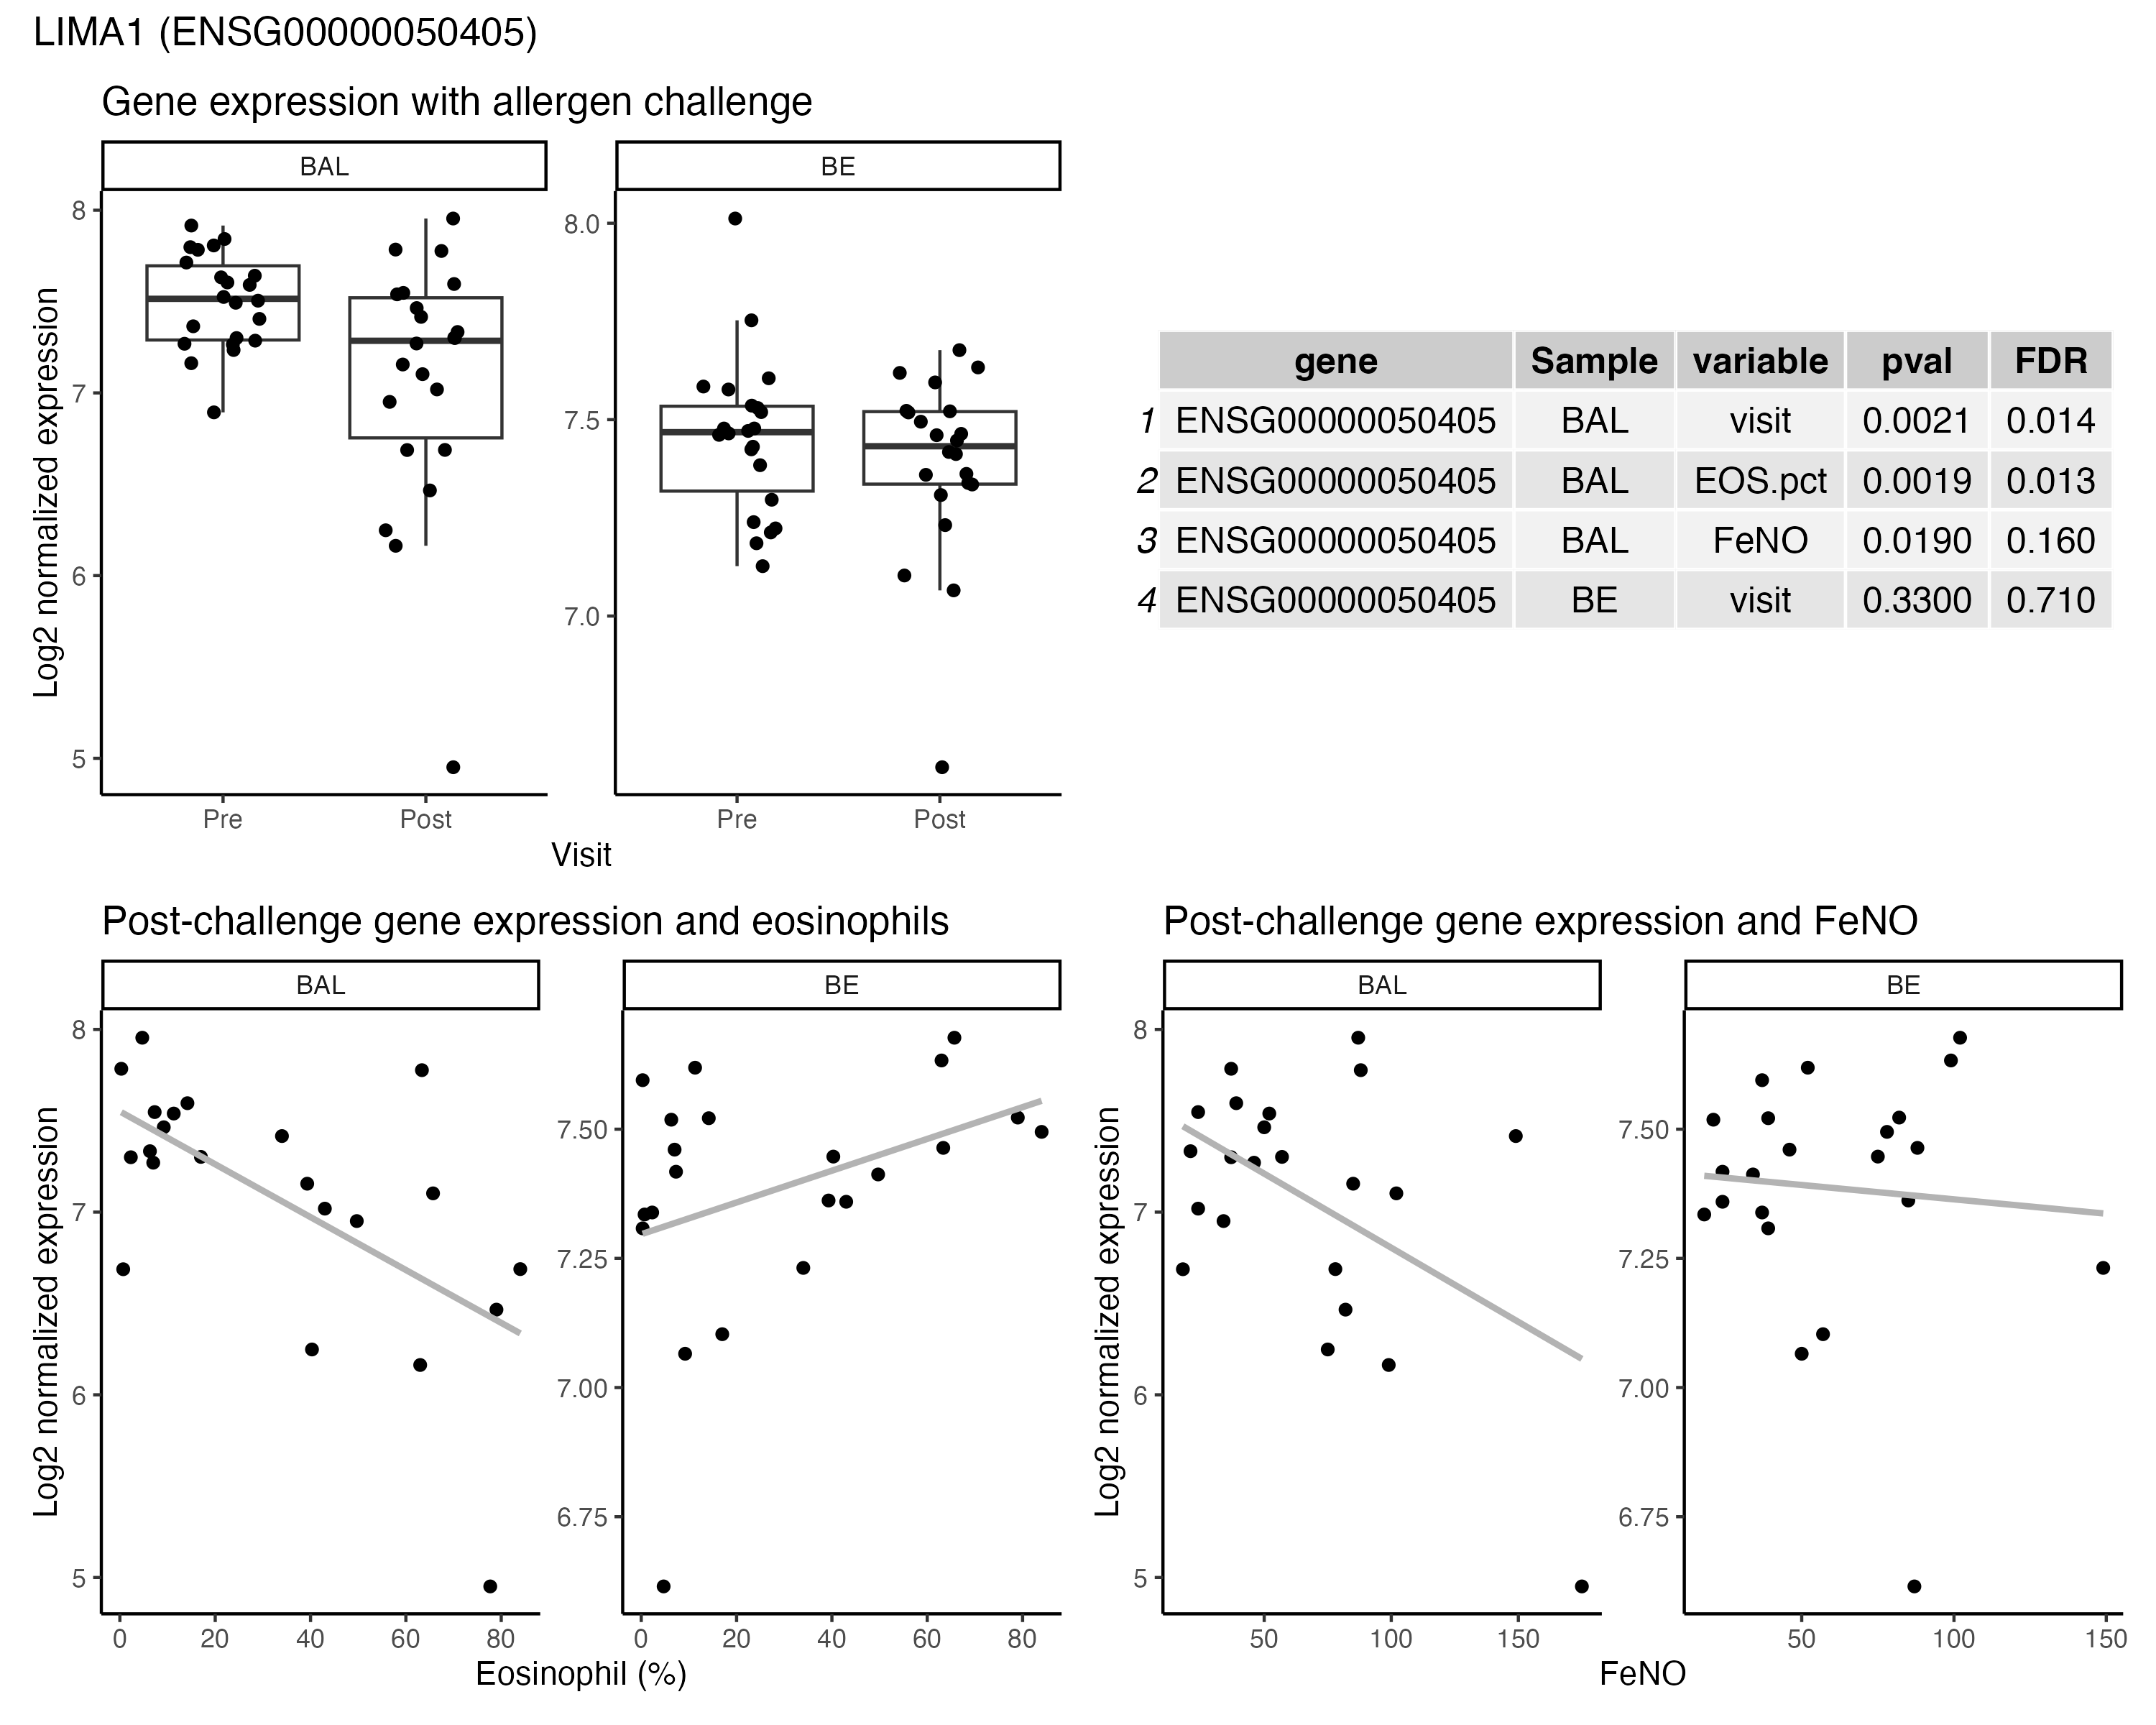 LIMA1 (ENSG00000050405)
Gene expression with allergen challenge
BAL
BE
Log2 normalized expression
8
7
6
5
8.0
7.5
7.0
Pre
Post
Pre
Post
Visit
gene Sample variable pval FDR
1 ENSG00000050405 BAL visit 0.0021 0.014
2 ENSG00000050405 BAL EOS.pct 0.0019 0.013
3 ENSG00000050405 BAL FeNO 0.0190 0.160
4 ENSG00000050405 BE visit 0.3300 0.710
Post-challenge gene expression and eosinophils
BAL
BE
Log2 normalized expression
8
7
6
5
7.50
7.25
7.00
6.75
0 20 40 60 80
0 20 40 60 80
Eosinophil (%)
Post-challenge gene expression and FeNO
BAL
BE
Log2 normalized expression
8
7
6
5
7.50
7.25
7.00
6.75
50 100 150
50 100 150
FeNO